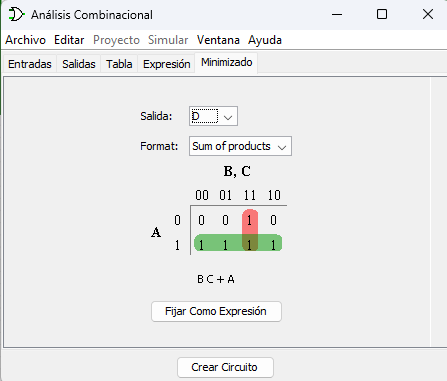 Análisis Combinacional
Archivo Editar Proyecto Simular Ventana Ayuda
Entradas Salidas Tabla Expresión Minimizado
Salida: D
Format: Sum of products
B, C
00 01 11 10
A
0 0 0 1 0
1 1 1 1 1
B C + A
Fijar Como Expresión
Crear Circuito